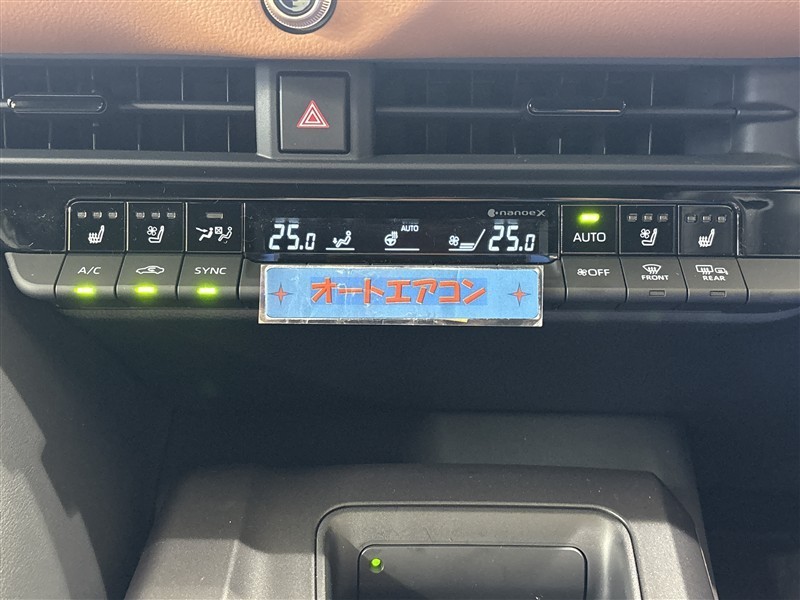 nanoeX
25.0
AUTO
25.0
AUTO
A/C
SYNC
オートエアコン
OFF
FRONT
REAR